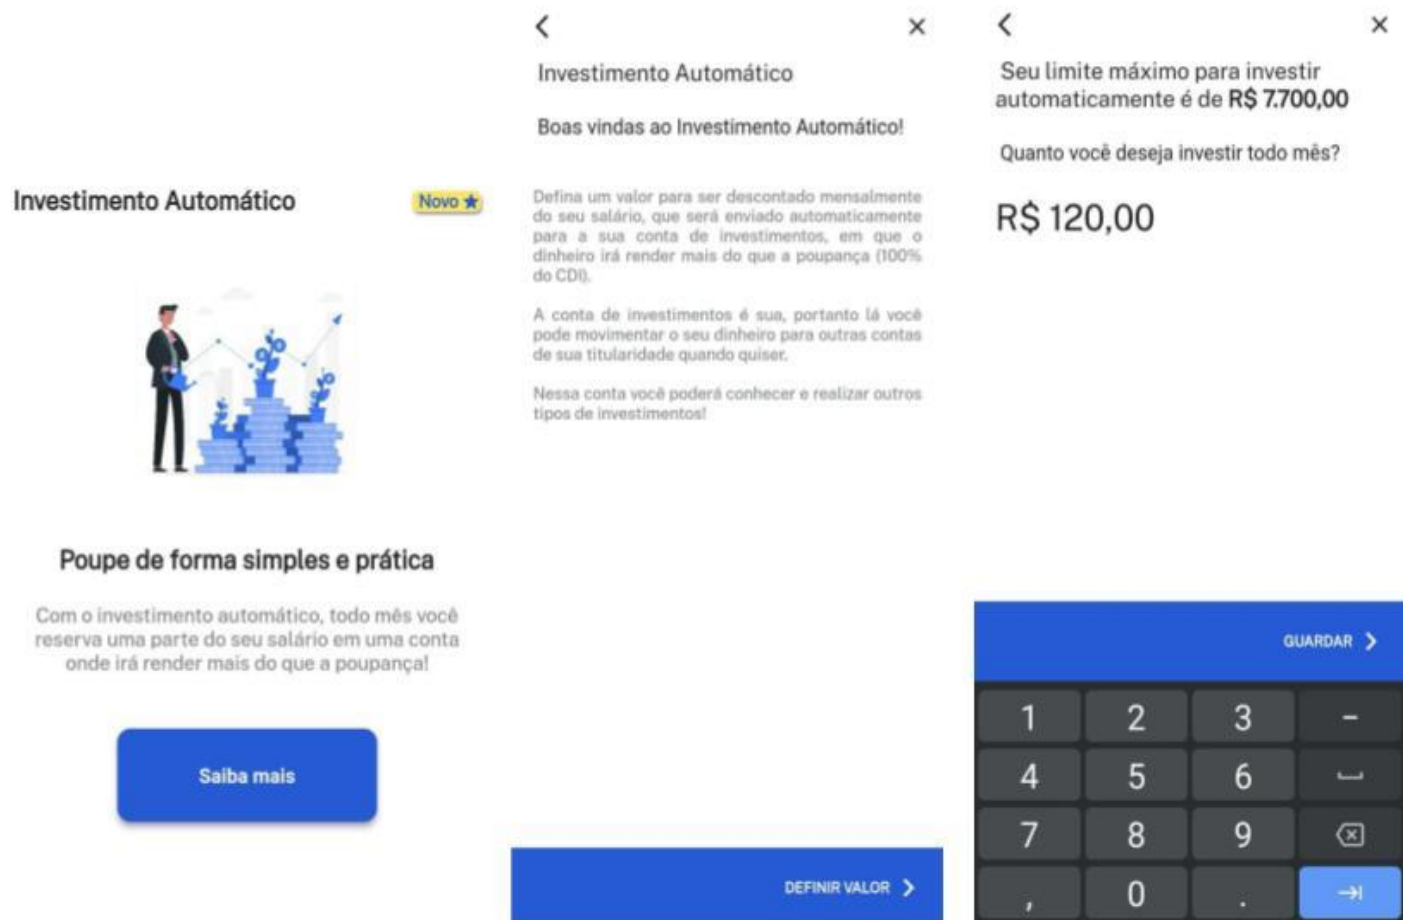 Investimento Automático
Novo
Poupe de forma simples e prática
Com o investimento automático, todo mês você
reserva uma parte do seu salário em uma conta
onde irá render mais do que a poupança!
Saiba mais
Investimento Automático
Boas vindas ao Investimento Automático!
Defina um valor para ser descontado mensalmente
do seu salário, que será enviado automaticamente
para a sua conta de investimentos, em que o
dinheiro irá render mais do que a poupança (100%
do CDI).
A conta de investimentos é sua, portanto lá você
pode movimentar o seu dinheiro para outras contas
de sua titularidade quando quiser.
Nessa conta você poderá conhecer e realizar outros
tipos de investimentos!
DEFINIR VALOR
Seu limite máximo para investir
automaticamente é de R$ 7.700,00
Quanto você deseja investir todo mês?
R$ 120,00
GUARDAR
1 2 3 -
4 5 6
7 8 9
, 0 .